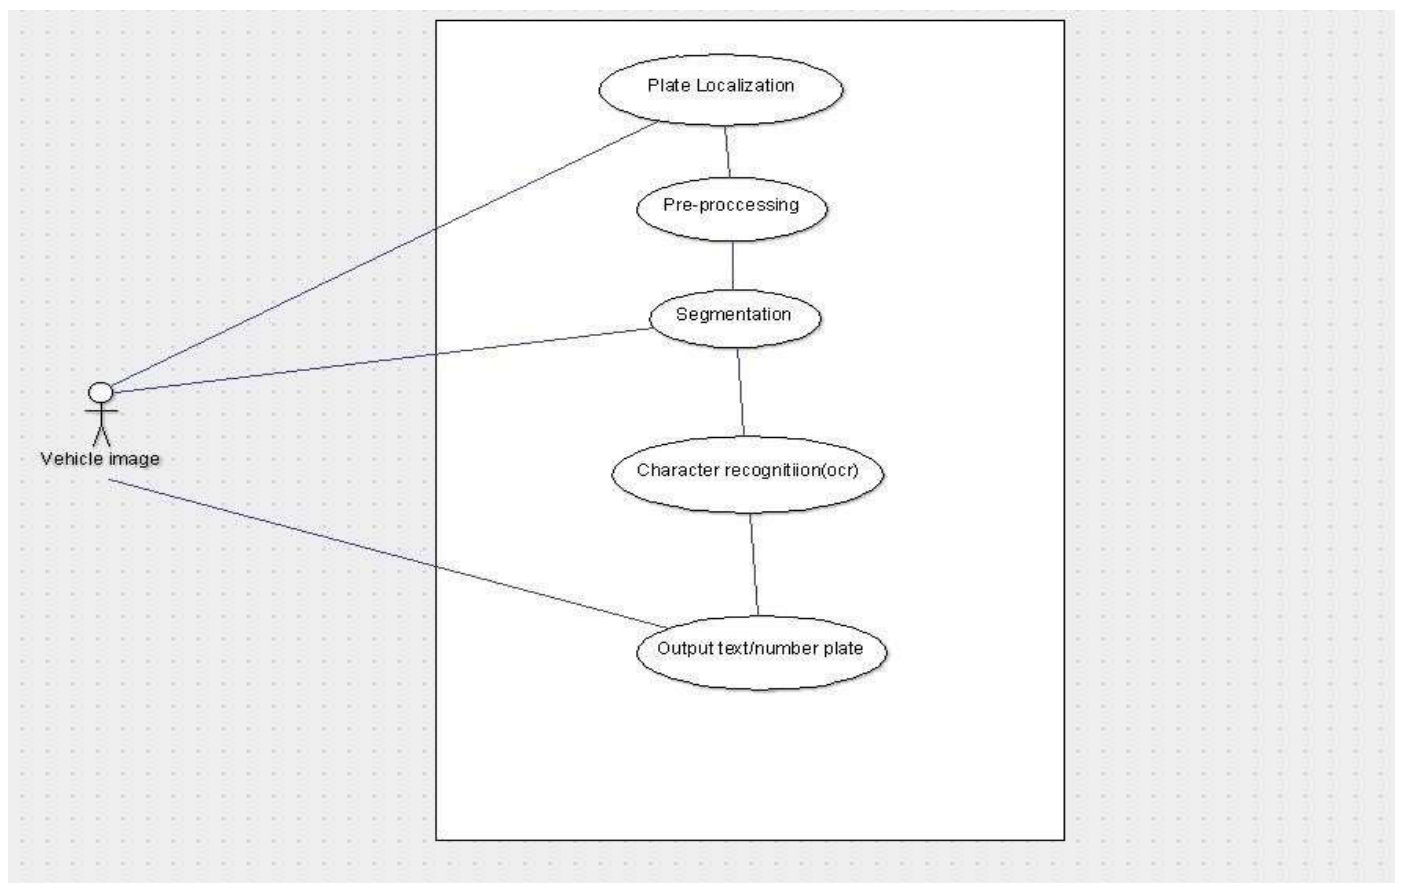 Plate Localization
Pre-proccessing
Segmentation
Vehicle image
Character recognitiion(ocr)
Output text/number plate